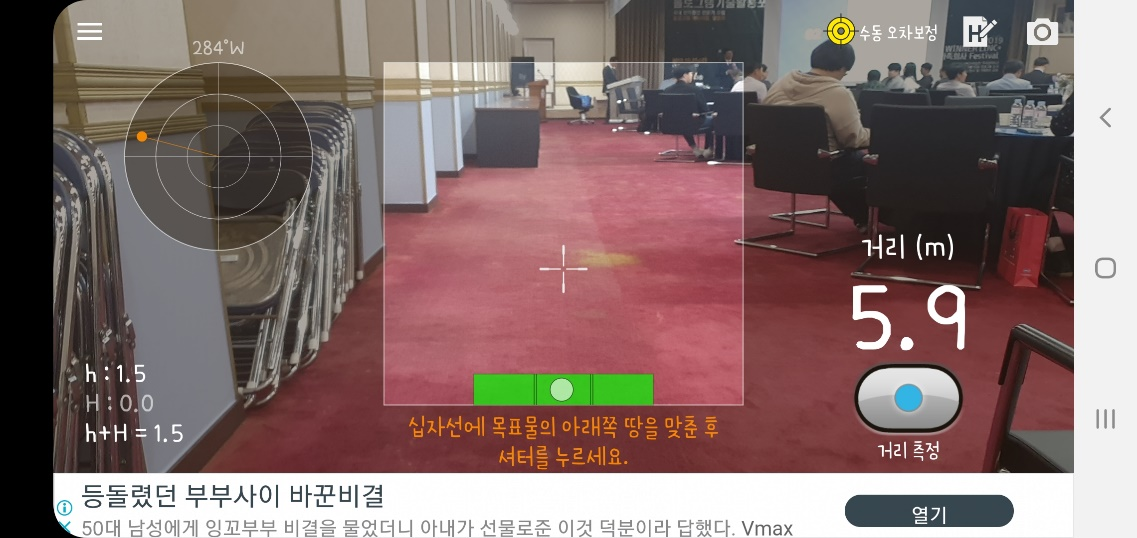 284°W
수동 오차보정
H
거리 (m)
5.9
h : 1.5
H : 0.0
h+H = 1.5
십자선에 목표물의 아래쪽 땅을 맞춘 후
셔터를 누르세요.
거리 측정
등돌렸던 부부사이 바꾼비결
50대 남성에게 잉꼬부부 비결을 물었더니 아내가 선물로준 이것 덕분이라 답했다. Vmax
열기